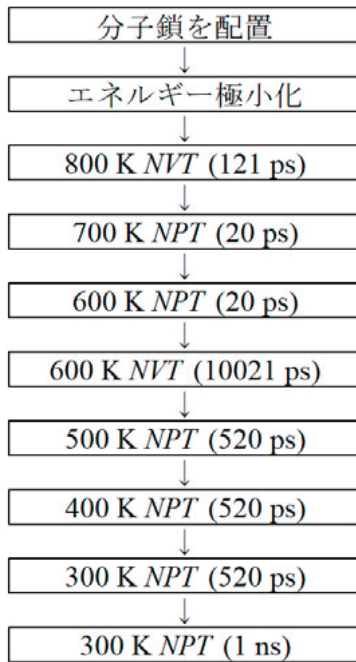 分子鎖を配置
↓
エネルギー極小化
↓
800 K NVT (121 ps)
↓
700 K NPT (20 ps)
↓
600 K NPT (20 ps)
↓
600 K NVT (10021 ps)
↓
500 K NPT (520 ps)
↓
400 K NPT (520 ps)
↓
300 K NPT (520 ps)
↓
300 K NPT (1 ns)